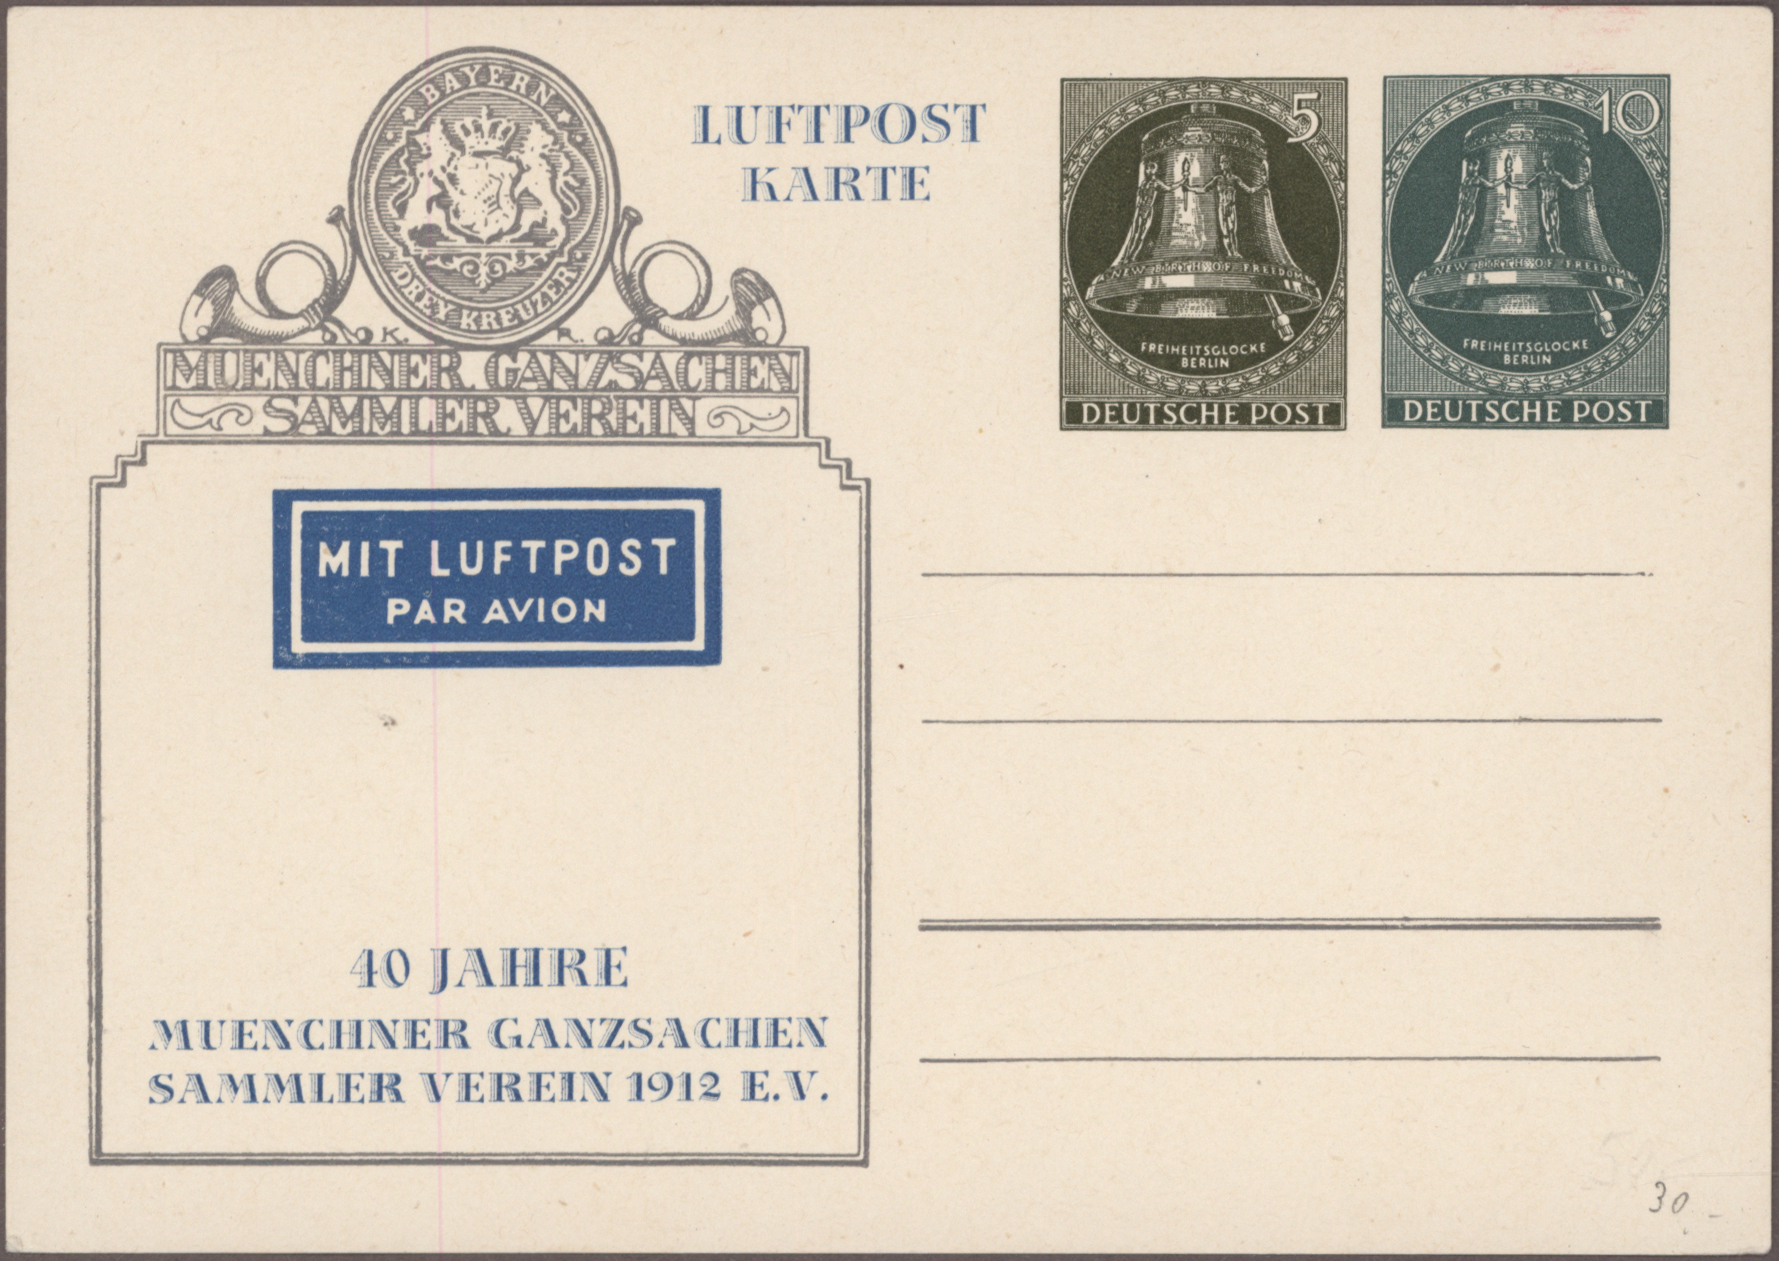 BAYERN
DREY KREUZER
K. R.
MUENCHNER GANZSACHEN
SAMMLER VEREIN
LUFTPOST
KARTE
5
NEW BIRTH OF FREEDOM
FREIHEITSGLOCKE
BERLIN
DEUTSCHE POST
10
NEW BIRTH OF FREEDOM
FREIHEITSGLOCKE
BERLIN
DEUTSCHE POST
MIT LUFTPOST
PAR AVION
40 JAHRE
MUENCHNER GANZSACHEN
SAMMLER VEREIN 1912 E.V.
30.-